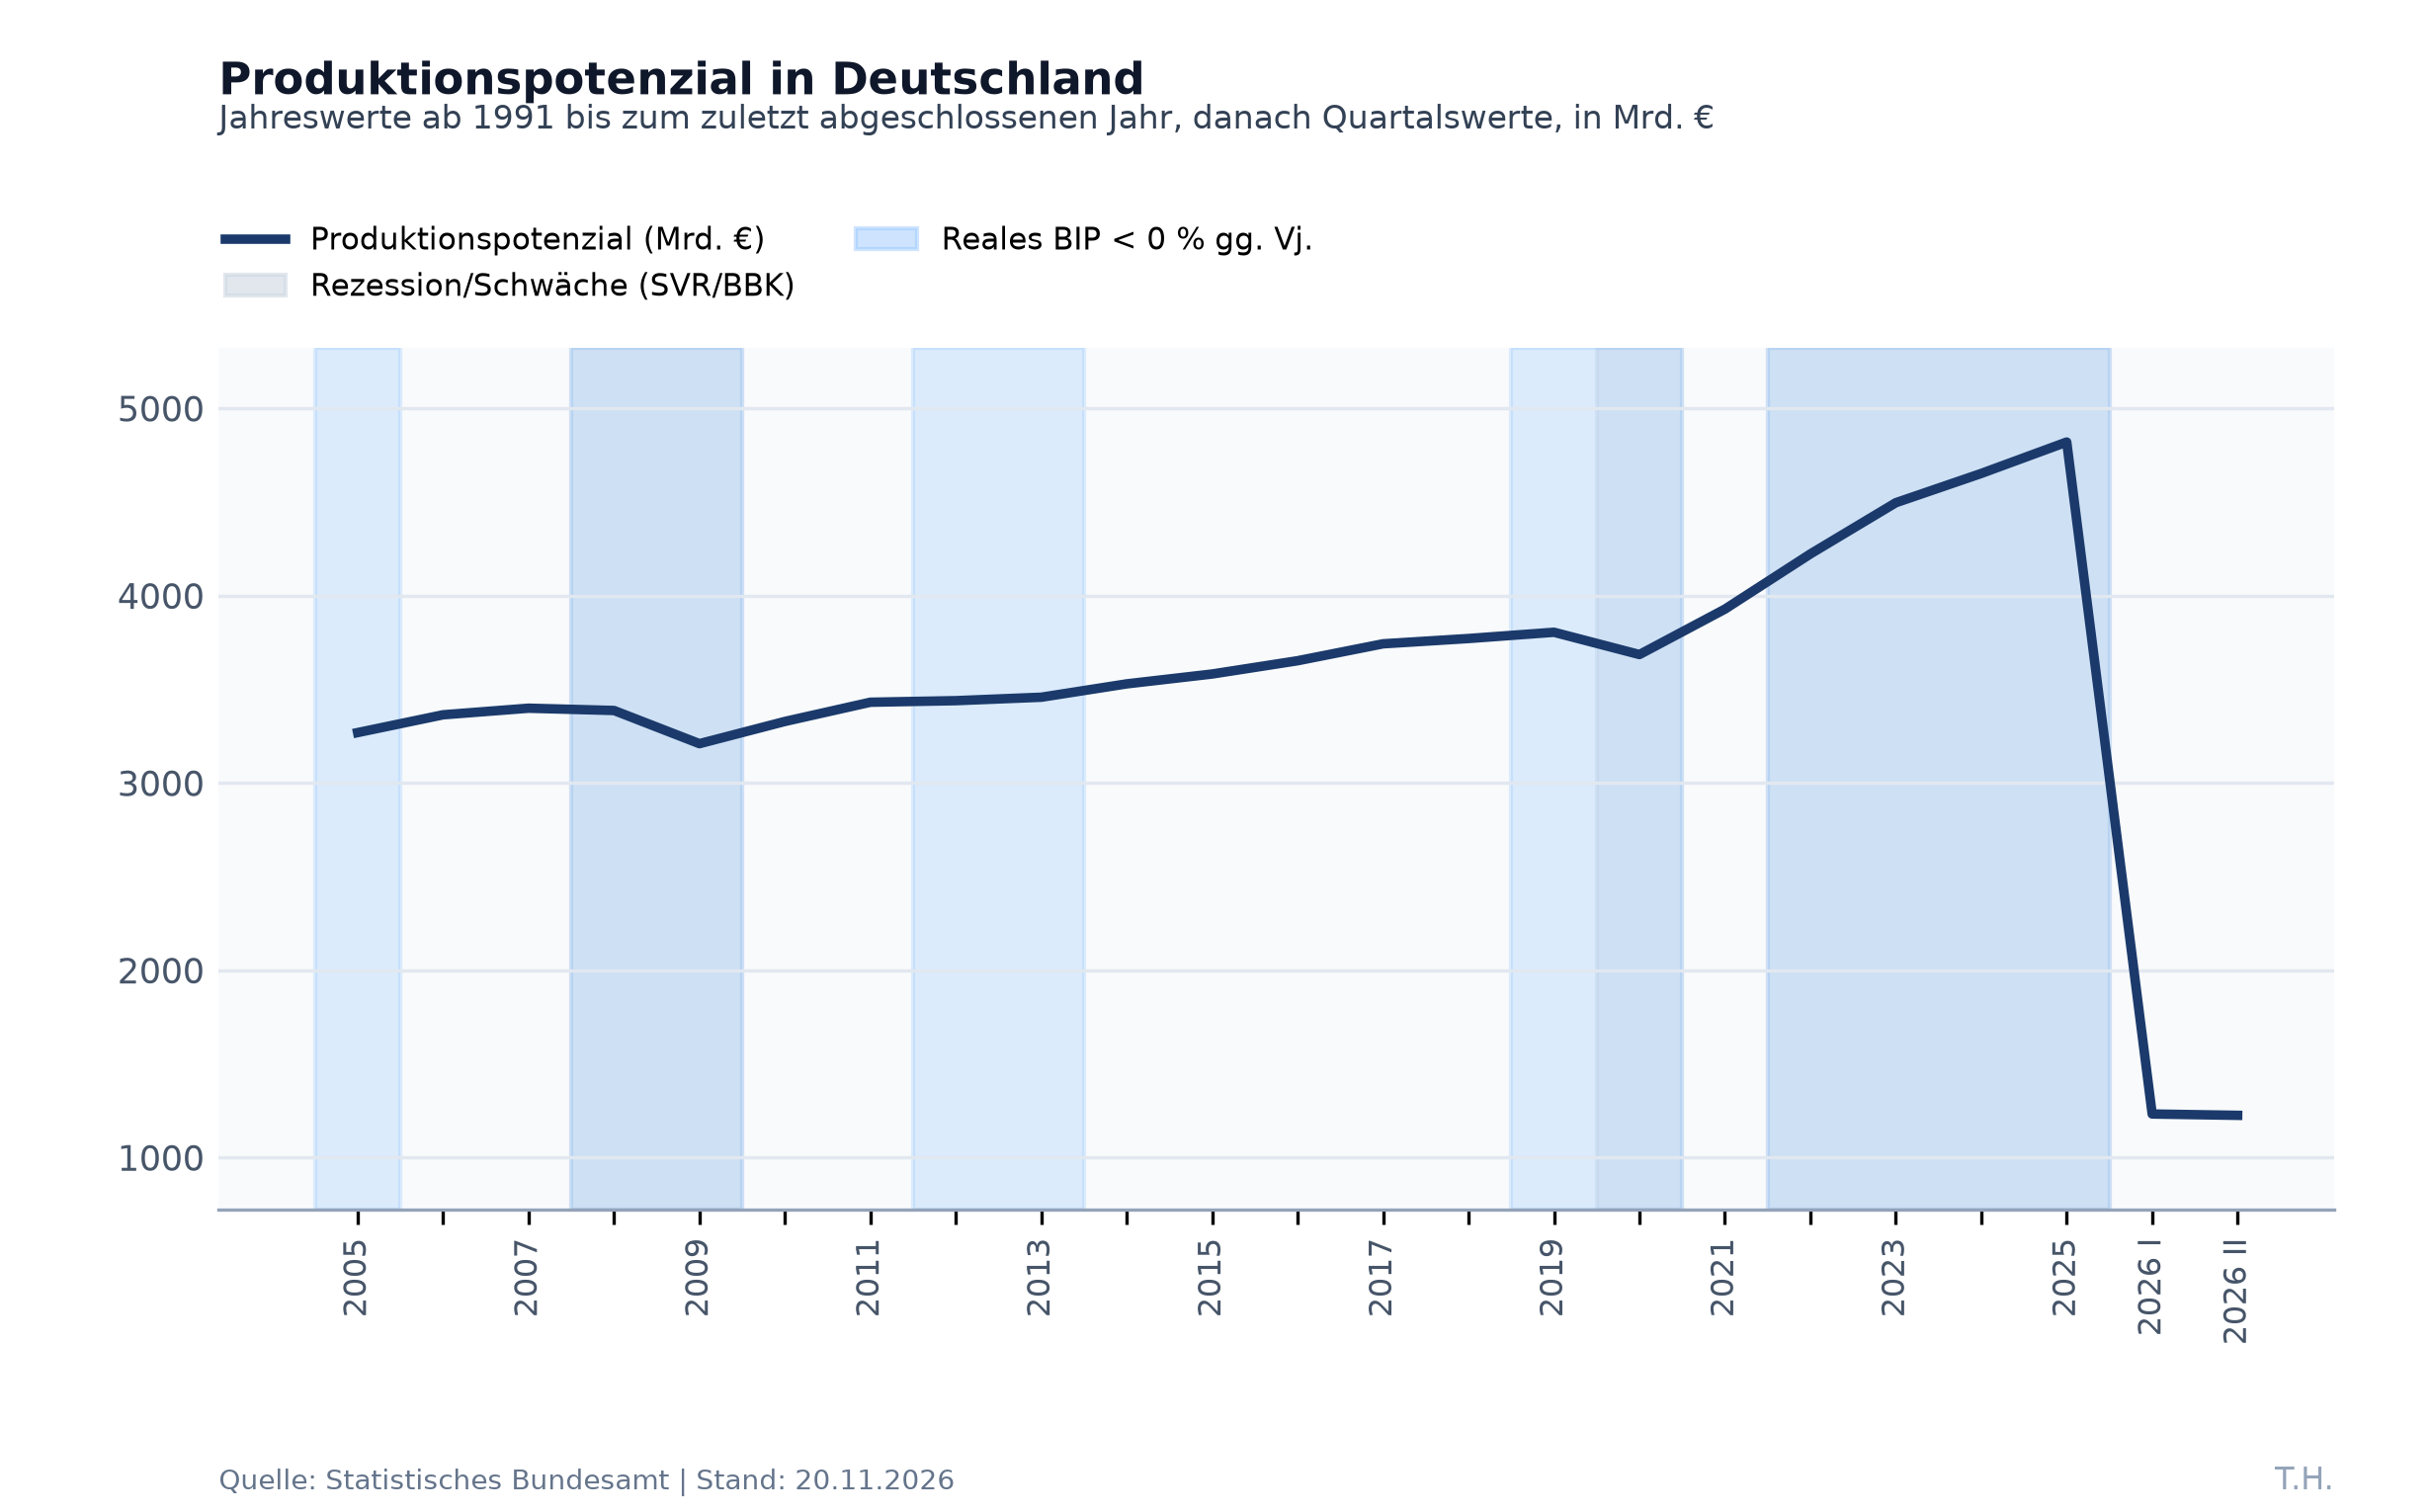 Produktionspotenzial in Deutschland
Jahreswerte ab 1991 bis zum zuletzt abgeschlossenen Jahr, danach Quartalswerte, in Mrd. €
Produktionspotenzial (Mrd. €)
Rezession/Schwäche (SVR/BBK)
Reales BIP < 0 % gg. Vj.
5000
4000
3000
2000
1000
2005
2007
2009
2011
2013
2015
2017
2019
2021
2023
2025
2026 I
2026 II
Quelle: Statistisches Bundesamt | Stand: 20.11.2026
T.H.